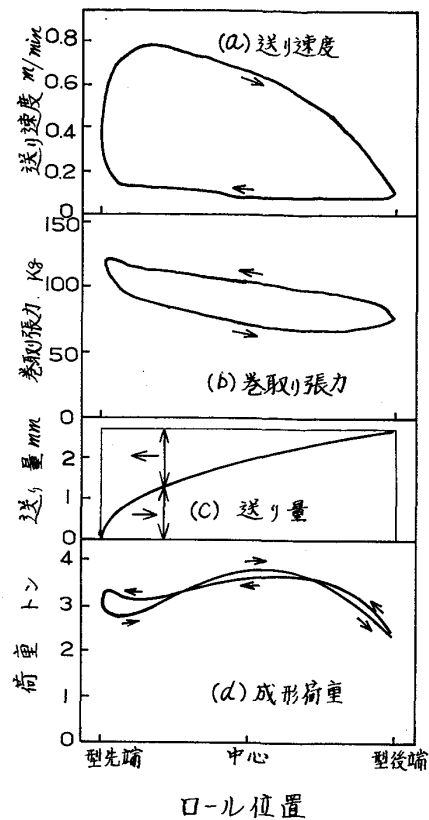 (a) 送り速度
送り速度 m/min
0.8
0.6
0.4
0.2
0
(b) 巻取り張力
巻取り張力. Kg
150
100
50
0
(c) 送り量
送り量 mm
2
1
0
(d) 成形荷重
荷重 トン
4
3
2
1
0
型先端 中心 型後端
ロール位置